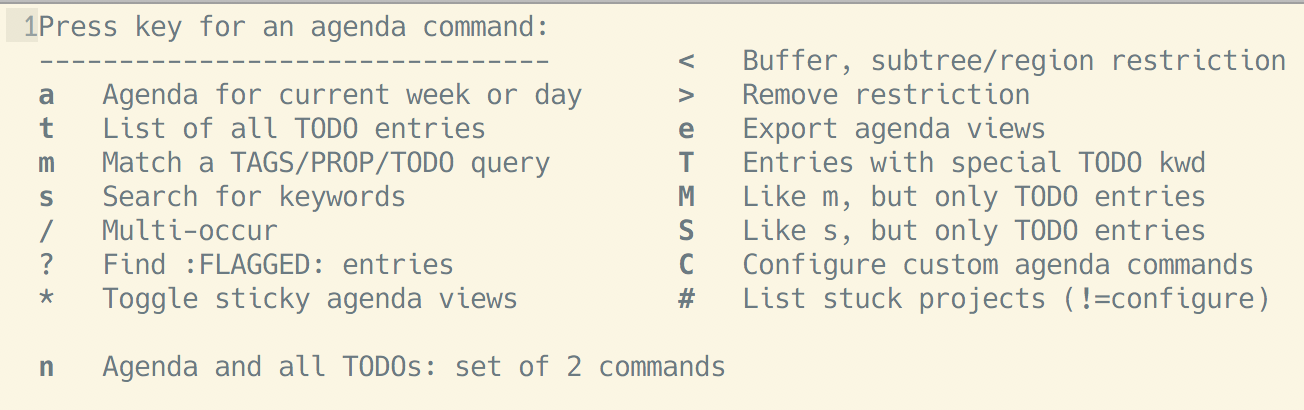 1Press key for an agenda command:
--------------------------------        <   Buffer, subtree/region restriction
a   Agenda for current week or day      >   Remove restriction
t   List of all TODO entries            e   Export agenda views
m   Match a TAGS/PROP/TODO query        T   Entries with special TODO kwd
s   Search for keywords                 M   Like m, but only TODO entries
/   Multi-occur                         S   Like s, but only TODO entries
?   Find :FLAGGED: entries              C   Configure custom agenda commands
*   Toggle sticky agenda views          #   List stuck projects (!=configure)
n   Agenda and all TODOs: set of 2 commands